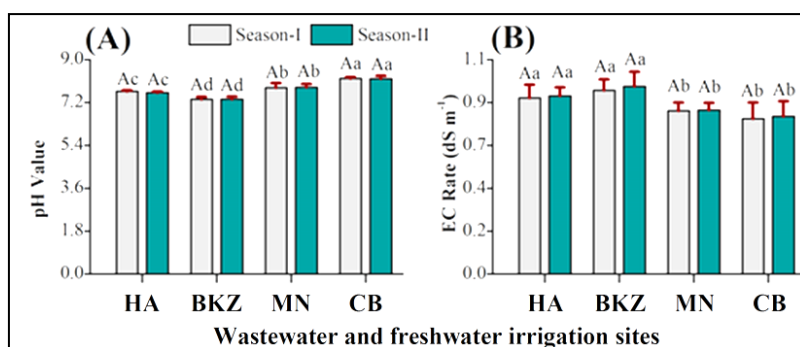 (A) Season-I Season-II (B)
pH Value
9.0
7.2
5.4
3.6
1.8
0.0
Ac Ac Ad Ad Ab Ab Aa Aa
HA BKZ MN CB
EC Rate (dS m⁻¹)
1.1
0.9
0.7
0.4
0.2
0.0
Aa Aa Aa Aa Ab Ab Ab Ab
HA BKZ MN CB
Wastewater and freshwater irrigation sites